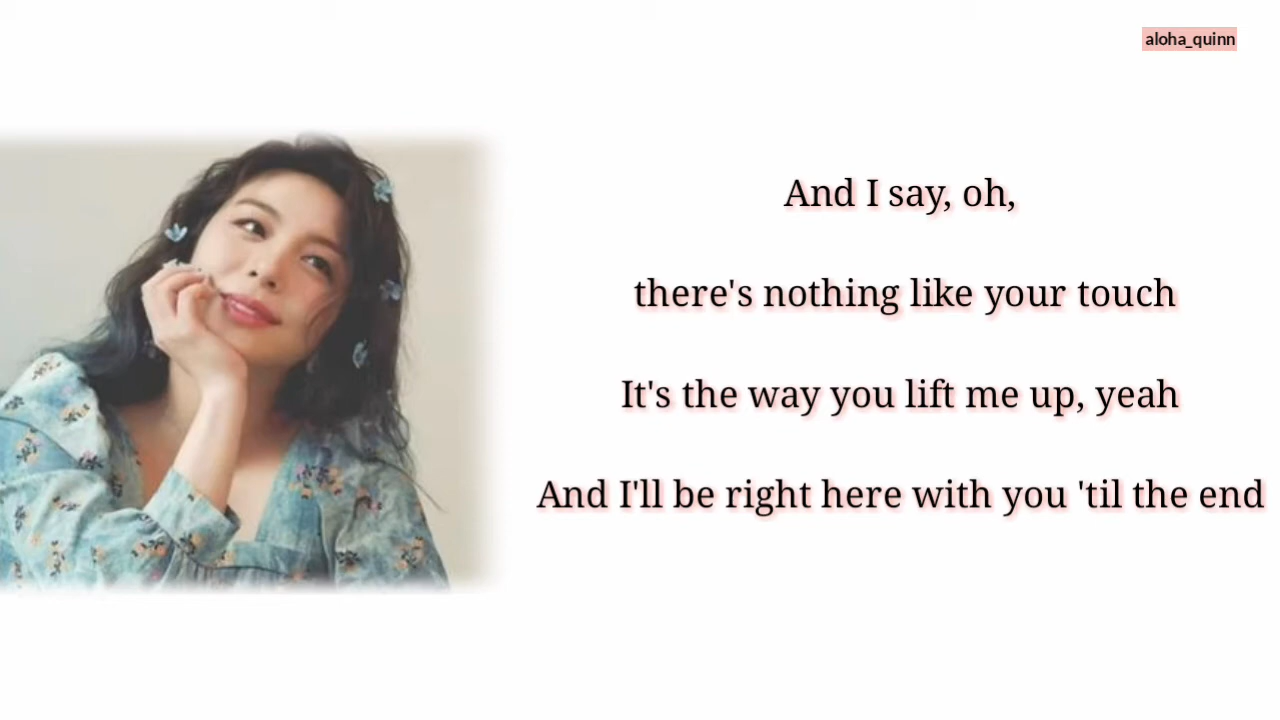 aloha_quinn
And I say, oh,
there's nothing like your touch
It's the way you lift me up, yeah
And I'll be right here with you 'til the end